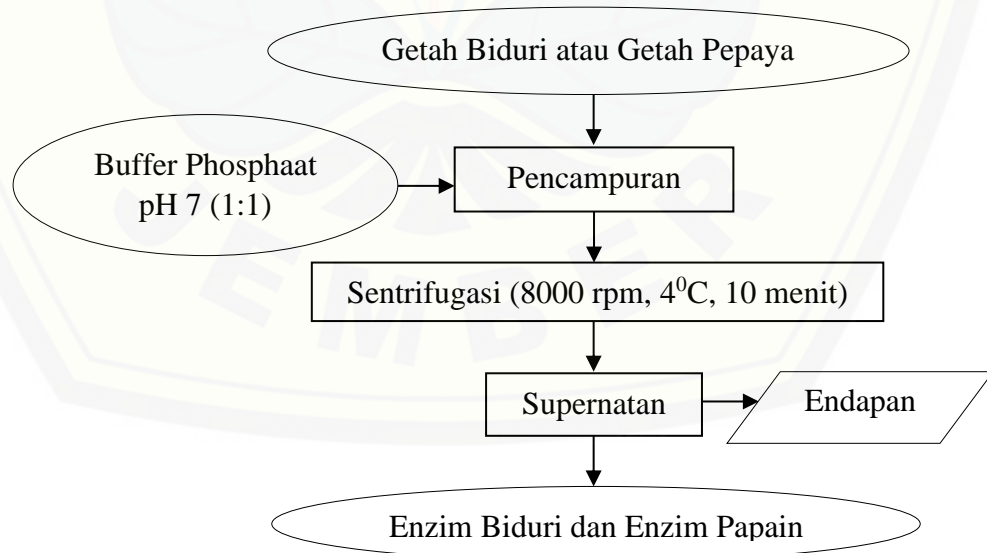 Getah Biduri atau Getah Pepaya
Buffer Phosphaat
pH 7 (1:1)
Pencampuran
Sentrifugasi (8000 rpm, 4⁰C, 10 menit)
Supernatan
Endapan
Enzim Biduri dan Enzim Papain
JEMBER